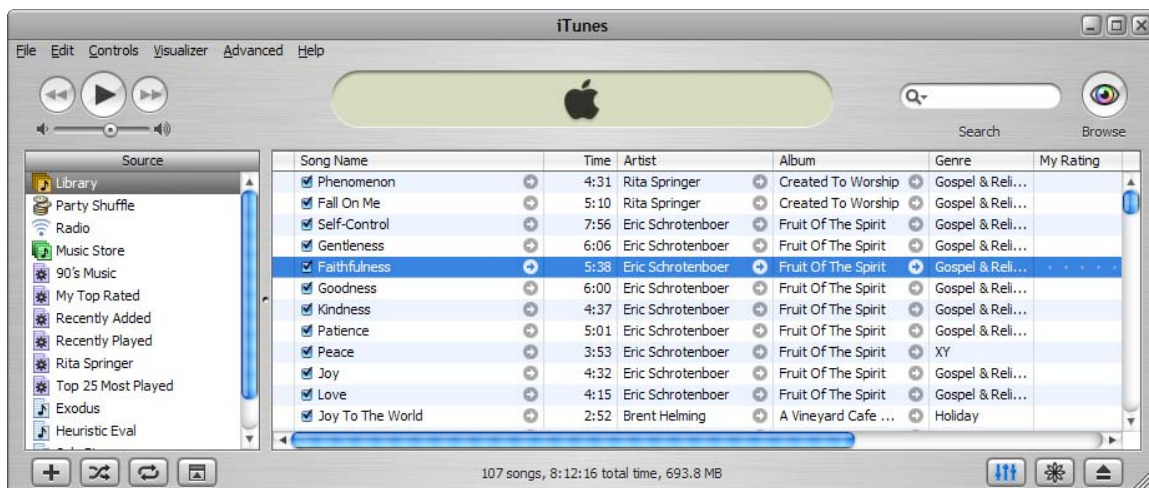 iTunes
File Edit Controls Visualizer Advanced Help
Search Browse
Source
Library
Party Shuffle
Radio
Music Store
90's Music
My Top Rated
Recently Added
Recently Played
Rita Springer
Top 25 Most Played
Exodus
Heuristic Eval
Song Name Time Artist Album Genre My Rating
Phenomenon 4:31 Rita Springer Created To Worship Gospel & Reli...
Fall On Me 5:10 Rita Springer Created To Worship Gospel & Reli...
Self-Control 7:56 Eric Schrotenboer Fruit Of The Spirit Gospel & Reli...
Gentleness 6:06 Eric Schrotenboer Fruit Of The Spirit Gospel & Reli...
Faithfulness 5:38 Eric Schrotenboer Fruit Of The Spirit Gospel & Reli...
Goodness 6:00 Eric Schrotenboer Fruit Of The Spirit Gospel & Reli...
Kindness 4:37 Eric Schrotenboer Fruit Of The Spirit Gospel & Reli...
Patience 5:01 Eric Schrotenboer Fruit Of The Spirit Gospel & Reli...
Peace 3:53 Eric Schrotenboer Fruit Of The Spirit XY
Joy 4:32 Eric Schrotenboer Fruit Of The Spirit Gospel & Reli...
Love 4:15 Eric Schrotenboer Fruit Of The Spirit Gospel & Reli...
Joy To The World 2:52 Brent Helming A Vineyard Cafe ... Holiday
107 songs, 8:12:16 total time, 693.8 MB